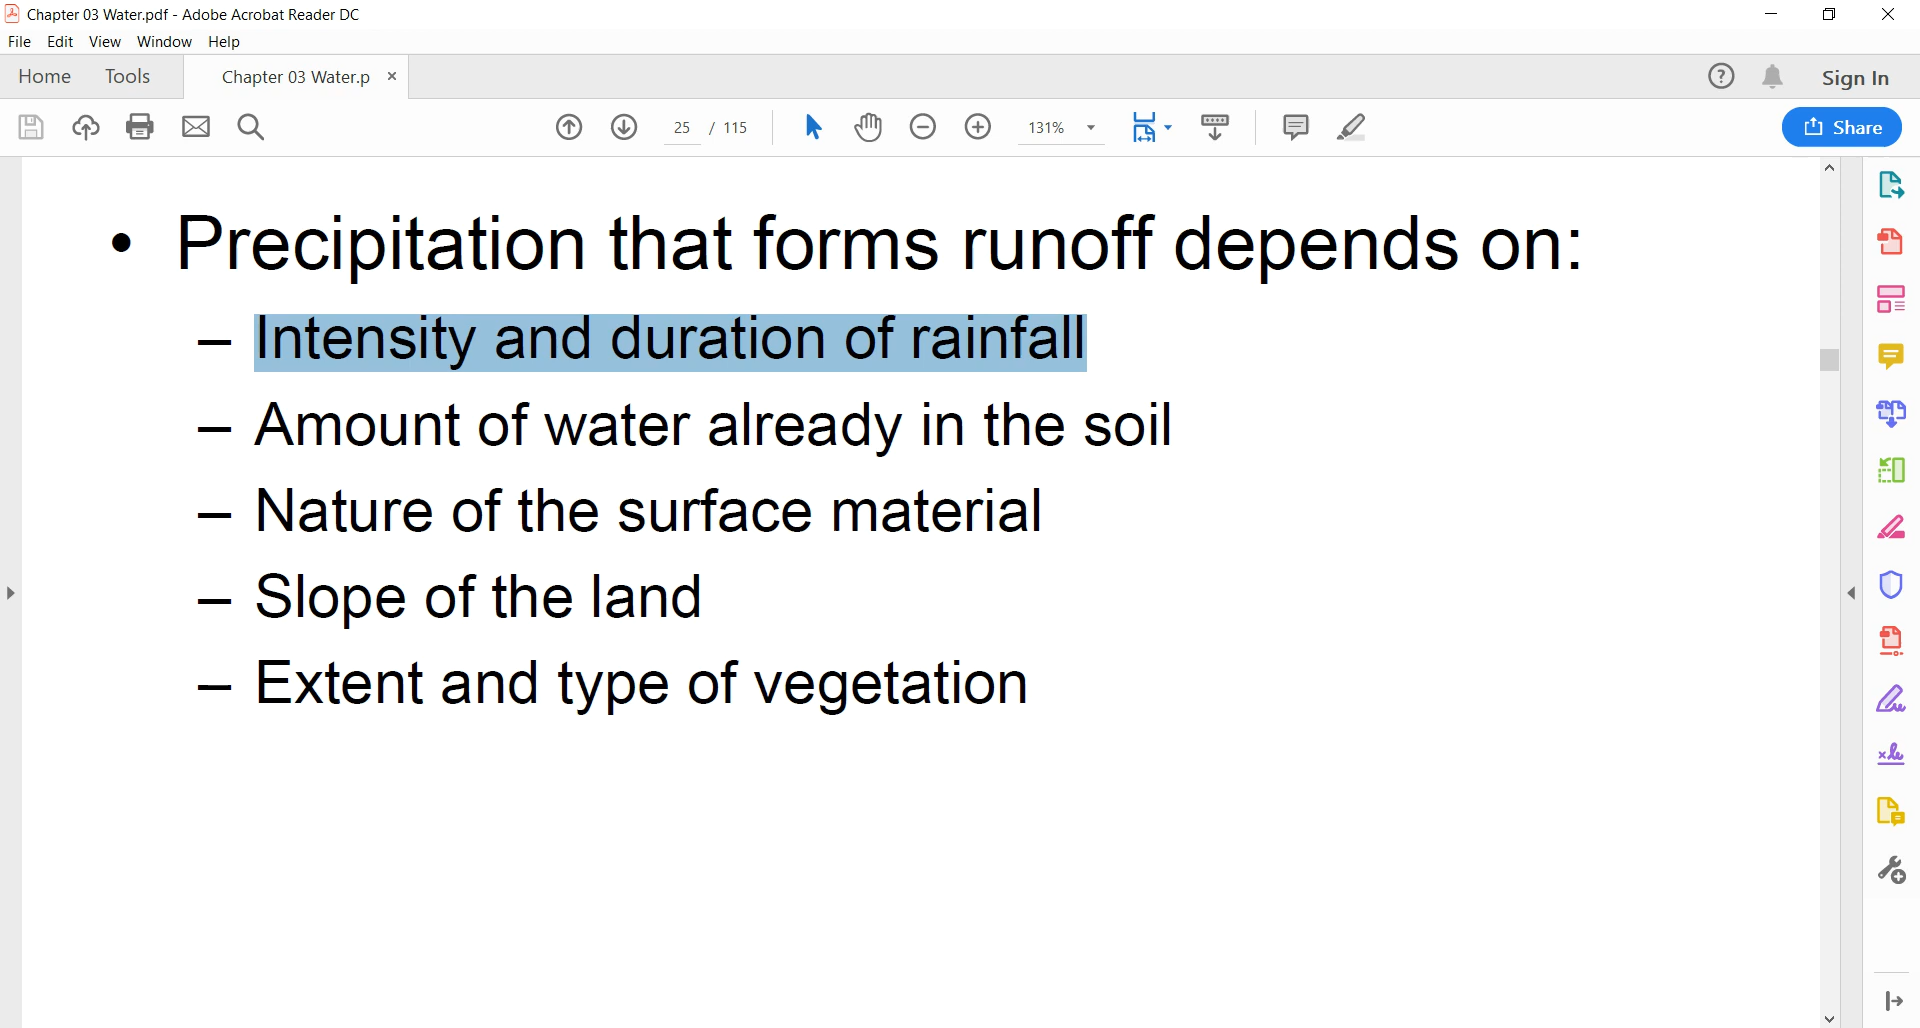 Chapter 03 Water.pdf - Adobe Acrobat Reader DC
File Edit View Window Help
Home Tools Chapter 03 Water.p × Sign In
25 / 115 131% Share
• Precipitation that forms runoff depends on:
– Intensity and duration of rainfall
– Amount of water already in the soil
– Nature of the surface material
– Slope of the land
– Extent and type of vegetation